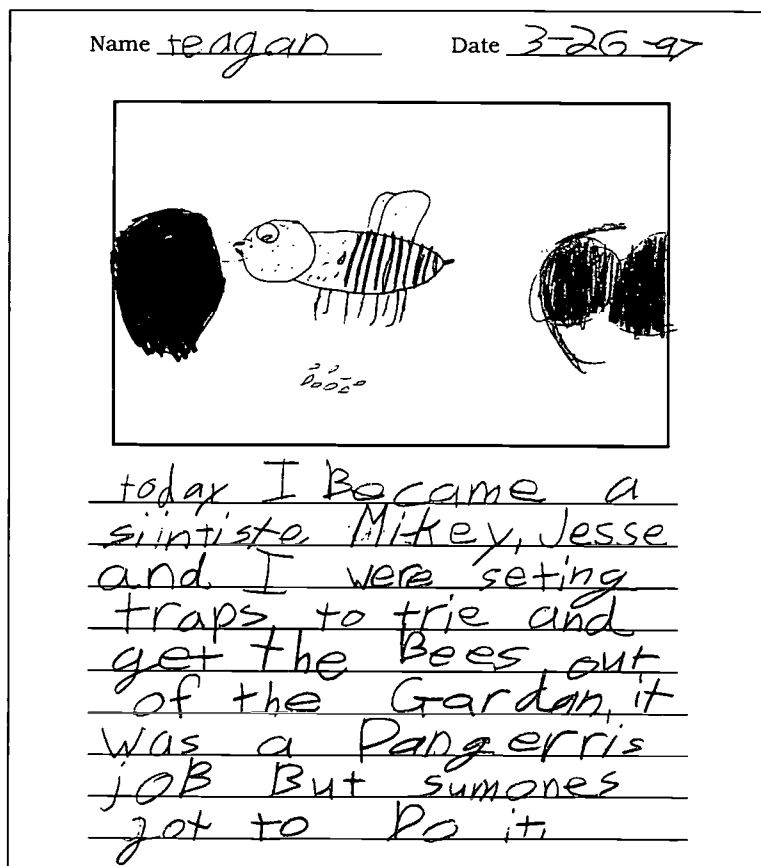 Name teagan Date 3-26-97
today I Became a
siintiste, Mikey, Jesse
and I were seting
traps, to trie and
get the Bees out
of the Gardan, it
was a Dangerris
joB But sumones
got to Do it,